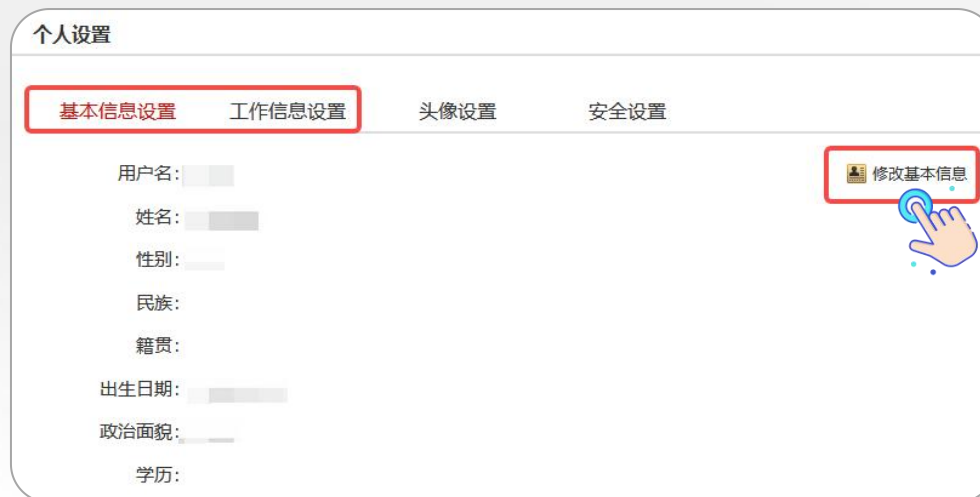 个人设置
基本信息设置 工作信息设置 头像设置 安全设置
用户名:
修改基本信息
姓名:
性别:
民族:
籍贯:
出生日期:
政治面貌:
学历: